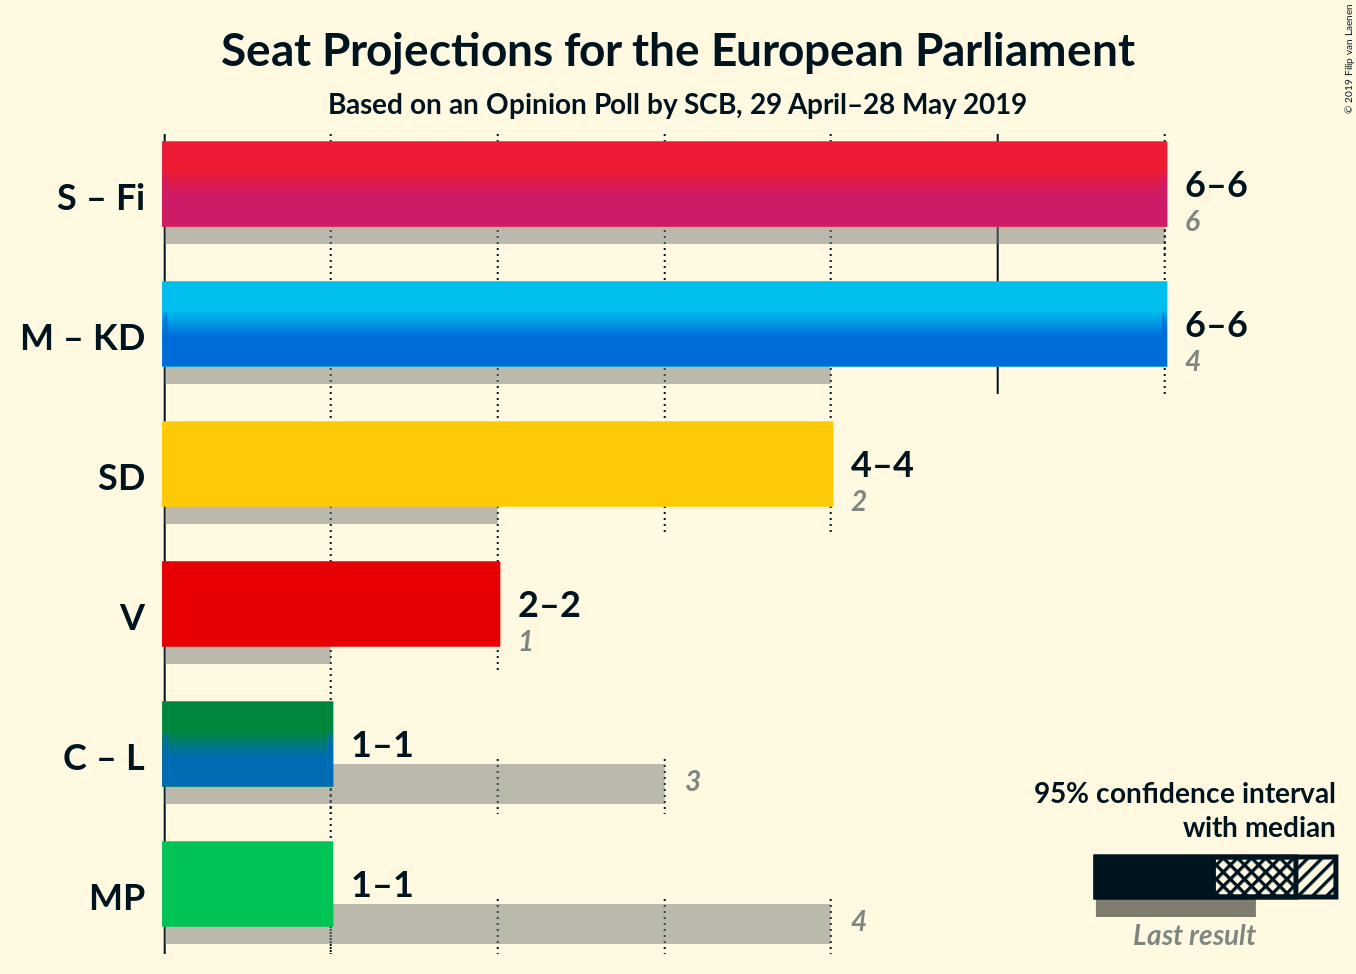 Seat Projections for the European Parliament
Based on an Opinion Poll by SCB, 29 April–28 May 2019
© 2019 Filip van Laenen
S – Fi
6–6
6
M – KD
6–6
4
SD
4–4
2
V
2–2
1
C – L
1–1
3
MP
1–1
4
95% confidence interval
with median
Last result